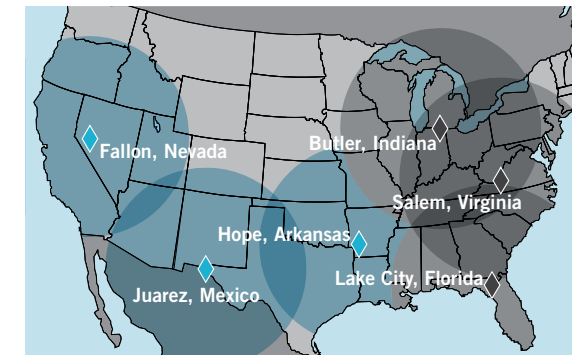 Butler, Indiana
Fallon, Nevada
Salem, Virginia
Hope, Arkansas
Lake City, Florida
Juarez, Mexico